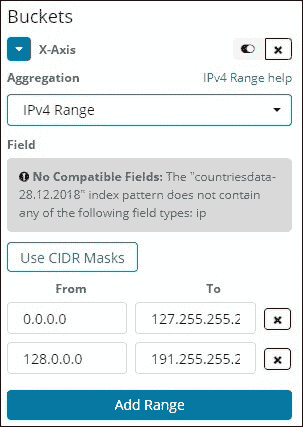 Buckets
X-Axis
Aggregation IPv4 Range help
IPv4 Range
Field
No Compatible Fields: The "countriesdata-
28.12.2018" index pattern does not contain
any of the following field types: ip
Use CIDR Masks
From To
0.0.0.0 127.255.255.2
128.0.0.0 191.255.255.2
Add Range